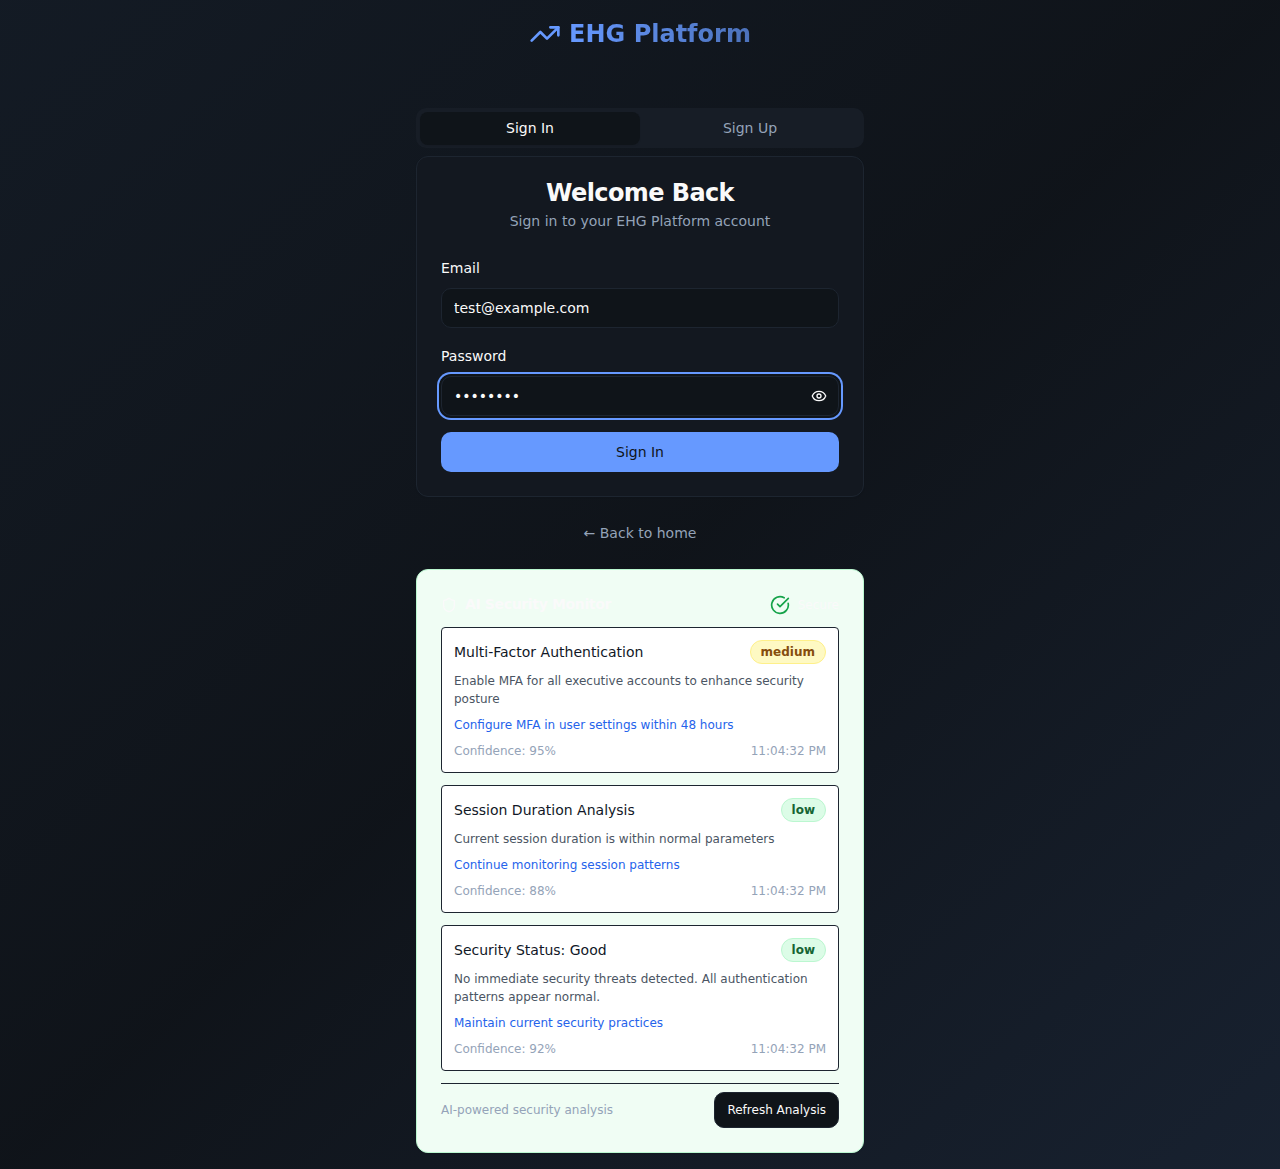 EHG Platform
Sign In
Sign Up
Welcome Back
Sign in to your EHG Platform account
Email
test@example.com
Password
••••••••
Sign In
← Back to home
Multi-Factor Authentication
medium
Enable MFA for all executive accounts to enhance security
posture
Configure MFA in user settings within 48 hours
Confidence: 95%
11:04:32 PM
Session Duration Analysis
low
Current session duration is within normal parameters
Continue monitoring session patterns
Confidence: 88%
11:04:32 PM
Security Status: Good
low
No immediate security threats detected. All authentication
patterns appear normal.
Maintain current security practices
Confidence: 92%
11:04:32 PM
AI-powered security analysis
Refresh Analysis